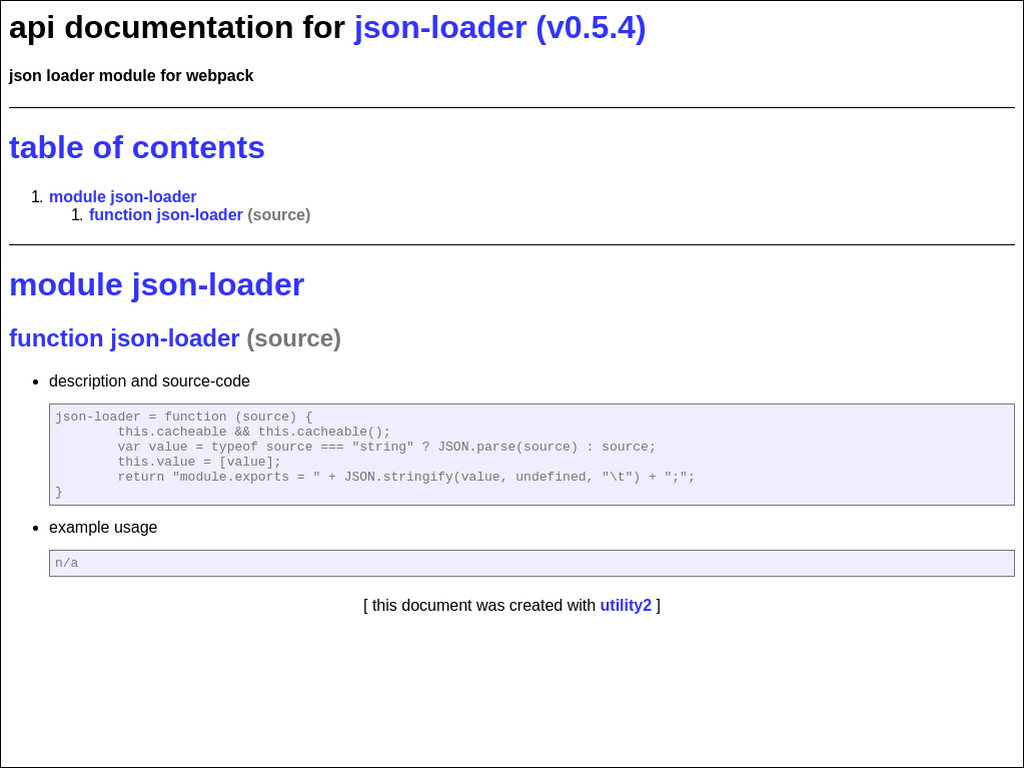 api documentation for json-loader (v0.5.4)
json loader module for webpack
table of contents
1. module json-loader
1. function json-loader (source)
module json-loader
function json-loader (source)
• description and source-code
json-loader = function (source) {
        this.cacheable && this.cacheable();
        var value = typeof source === "string" ? JSON.parse(source) : source;
        this.value = [value];
        return "module.exports = " + JSON.stringify(value, undefined, "\t") + ";";
}
• example usage
n/a
[ this document was created with utility2 ]